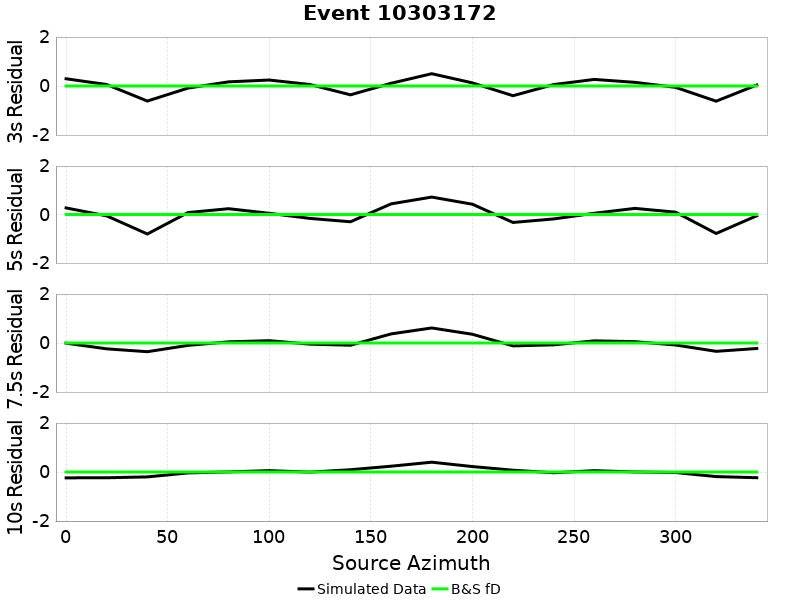 Event 10303172
3s Residual
2
0
-2
5s Residual
2
0
-2
7.5s Residual
2
0
-2
10s Residual
2
0
-2
0 50 100 150 200 250 300
Source Azimuth
Simulated Data B&S fD